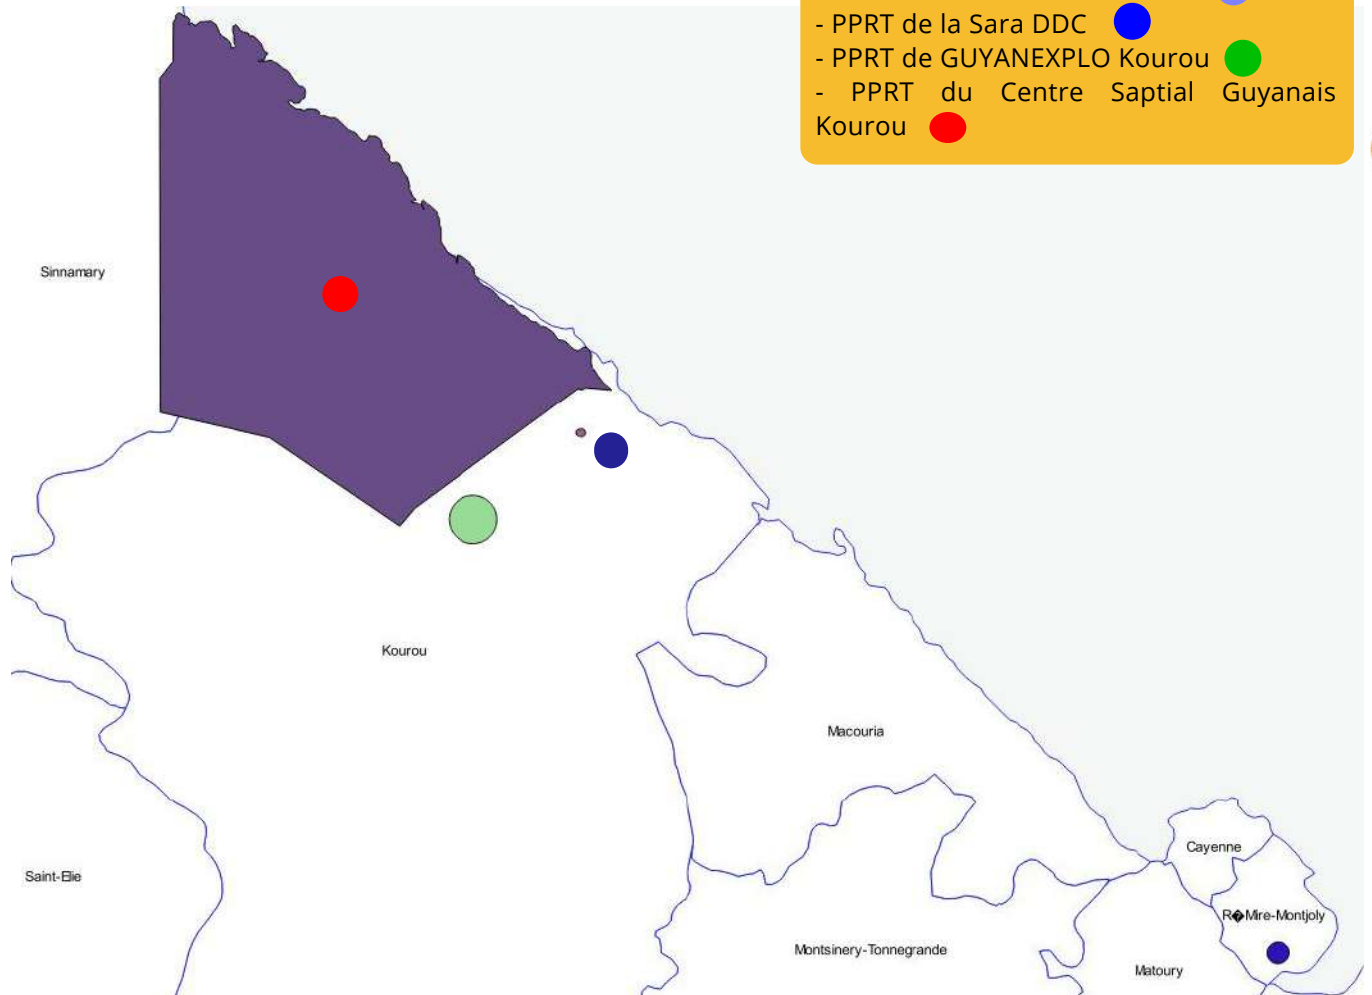 - PPRT de la Sara DDC
- PPRT de GUYANEXPLO Kourou
- PPRT du Centre Saptial Guyanais
Kourou
Sinnamary
Kourou
Macouria
Cayenne
Saint-Elie
R�Mire-Montjoly
Montsinery-Tonnegrande
Matoury